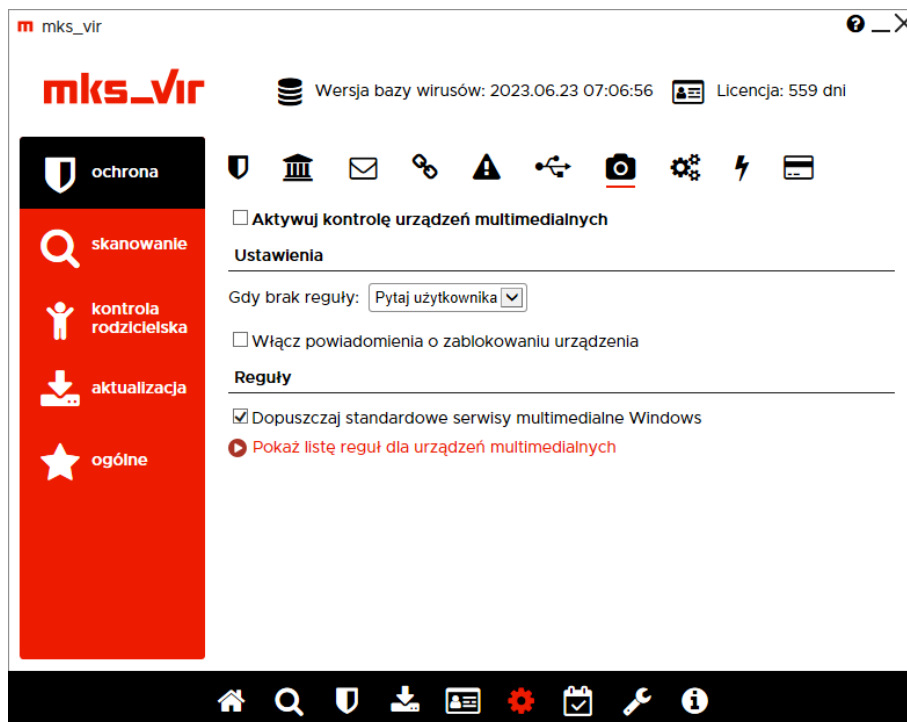 mks_vir
mks_vir
Wersja bazy wirusów: 2023.06.23 07:06:56
Licencja: 559 dni
ochrona
skanowanie
kontrola
rodzicielska
aktualizacja
ogólne
Aktywuj kontrolę urządzeń multimedialnych
Ustawienia
Gdy brak reguły: Pytaj użytkownika
Włącz powiadomienia o zablokowaniu urządzenia
Reguły
Dopuszczaj standardowe serwisy multimedialne Windows
Pokaż listę reguł dla urządzeń multimedialnych